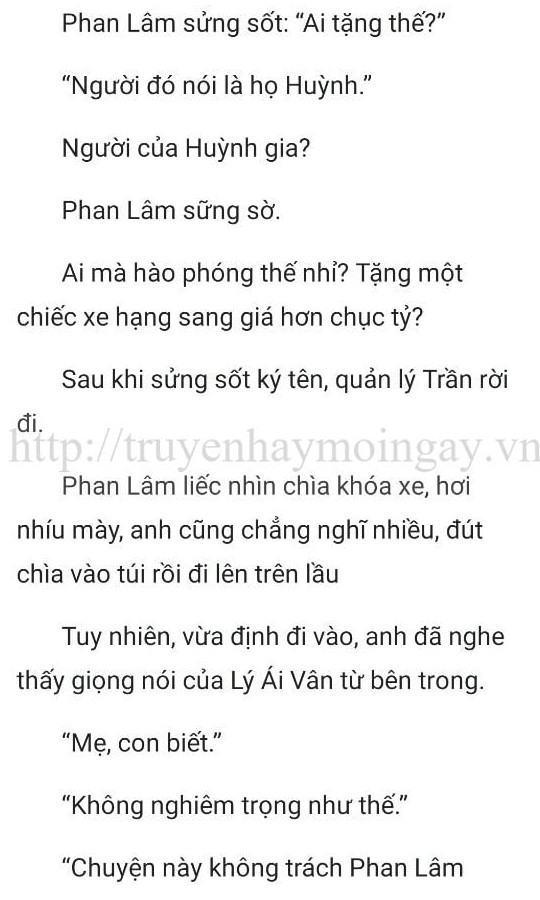 Phan Lâm sửng sốt: “Ai tặng thế?”
“Người đó nói là họ Huỳnh.”
Người của Huỳnh gia?
Phan Lâm sững sờ.
Ai mà hào phóng thế nhỉ? Tặng một
chiếc xe hạng sang giá hơn chục tỷ?
Sau khi sửng sốt ký tên, quản lý Trần rời
đi.
http://truyenhaymoingay.vn
Phan Lâm liếc nhìn chìa khóa xe, hơi
nhíu mày, anh cũng chẳng nghĩ nhiều, đút
chìa vào túi rồi đi lên trên lầu
Tuy nhiên, vừa định đi vào, anh đã nghe
thấy giọng nói của Lý Ái Vân từ bên trong.
“Mẹ, con biết.”
“Không nghiêm trọng như thế.”
“Chuyện này không trách Phan Lâm